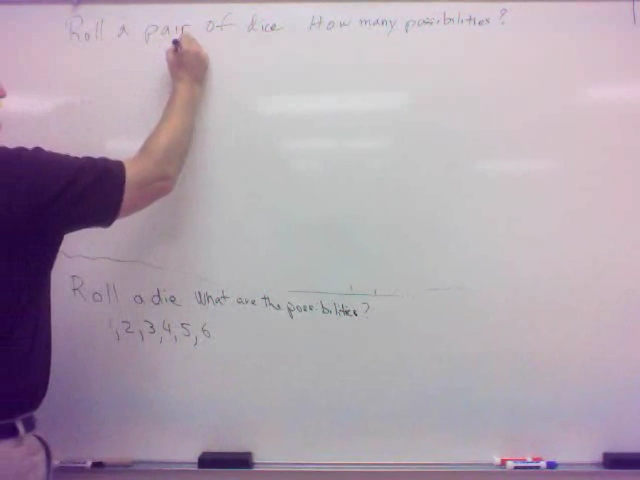 Roll a pair of dice How many possibilities?
Roll a die What are the possibilities?
1,2,3,4,5,6